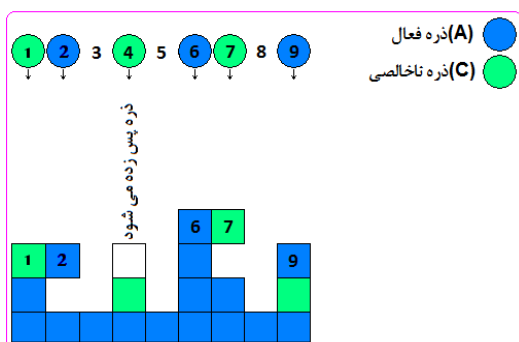 1 2 3 4 5 6 7 8 9
ذره فعال(A)
ذره ناخالصی(C)
ذره پس زده می شود
6 7
1 2 9